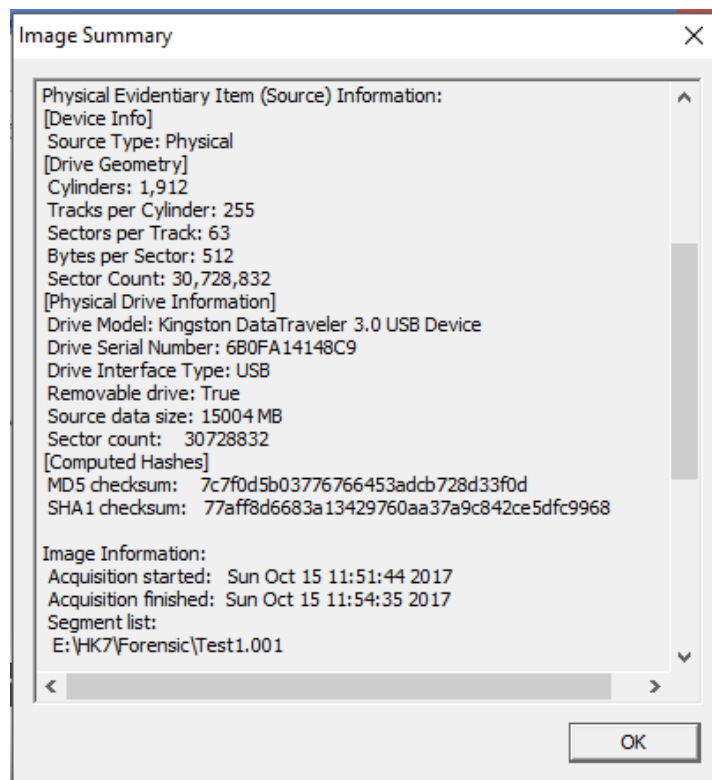 Image Summary
Physical Evidentiary Item (Source) Information:
[Device Info]
Source Type: Physical
[Drive Geometry]
Cylinders: 1,912
Tracks per Cylinder: 255
Sectors per Track: 63
Bytes per Sector: 512
Sector Count: 30,728,832
[Physical Drive Information]
Drive Model: Kingston DataTraveler 3.0 USB Device
Drive Serial Number: 6B0FA14148C9
Drive Interface Type: USB
Removable drive: True
Source data size: 15004 MB
Sector count: 30728832
[Computed Hashes]
MD5 checksum: 7c7f0d5b03776766453adcb728d33f0d
SHA1 checksum: 77aff8d6683a13429760aa37a9c842ce5dfc9968
Image Information:
Acquisition started: Sun Oct 15 11:51:44 2017
Acquisition finished: Sun Oct 15 11:54:35 2017
Segment list:
E:\HK7\Forensic\Test1.001
OK